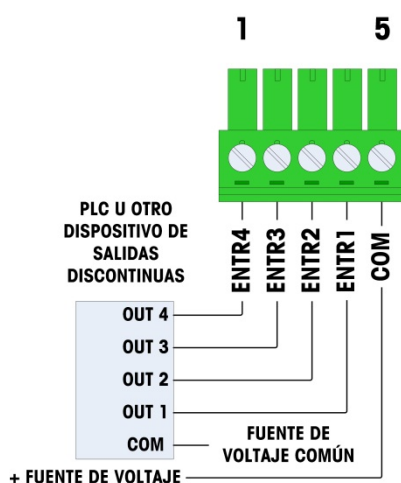 1 5
PLC U OTRO
DISPOSITIVO DE
SALIDAS
DISCONTINUAS
ENTR4
ENTR3
ENTR2
ENTR1
COM
OUT 4
OUT 3
OUT 2
OUT 1
COM
FUENTE DE
VOLTAJE COMÚN
+ FUENTE DE VOLTAJE